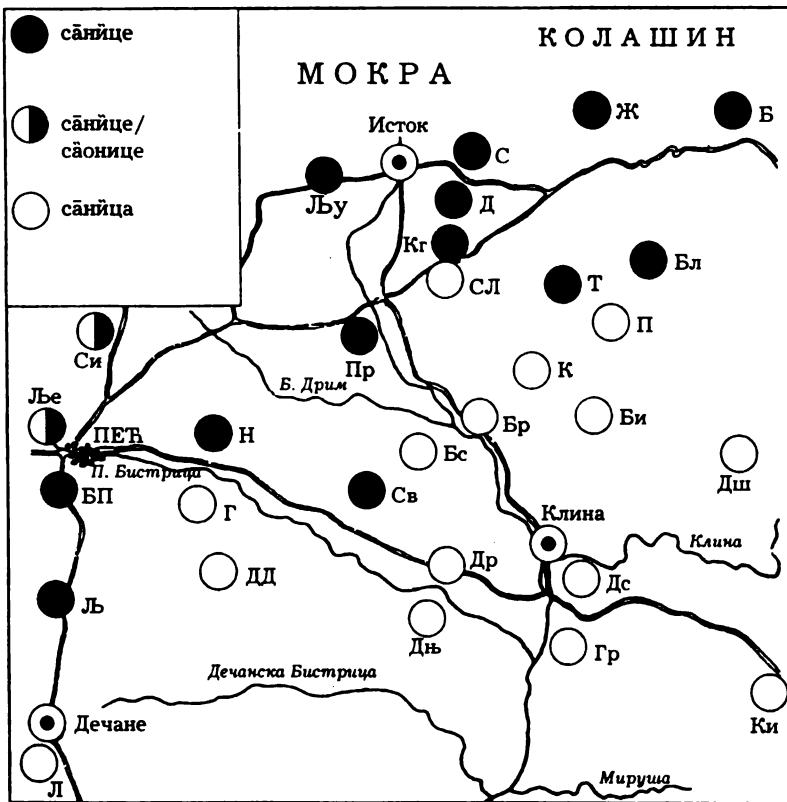 са̄нӣце
са̄нӣце/
са̏онице
са̄нӣца
КОЛАШИН
МОКРА
Ж
Б
Исток
С
Љу
Д
Кг
СЛ
Бл
Т
П
Си
Пр
К
Б. Дрим
Ље
Бр
Би
ПЕЋ
Н
Бс
П. Бистрица
Дш
БП
Г
Св
Клина
Клина
ДД
Др
Дс
Љ
Дњ
Гр
Дечанска Бистрица
Ки
Дечане
Л
Мируша